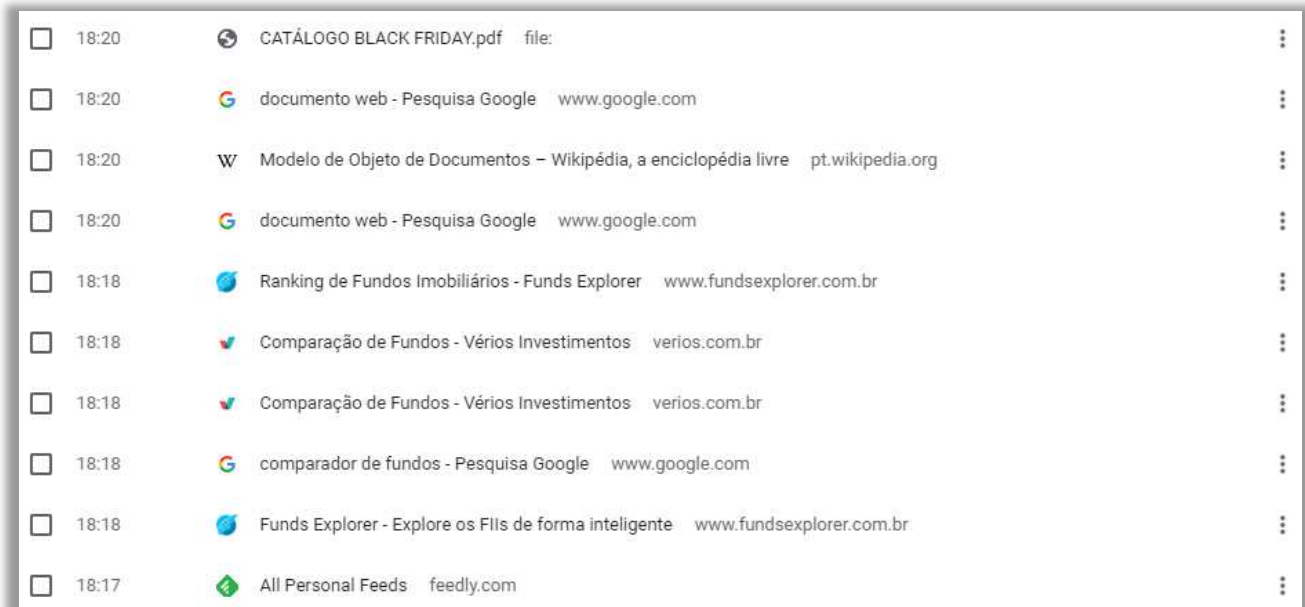 18:20 CATÁLOGO BLACK FRIDAY.pdf file:
18:20 documento web - Pesquisa Google www.google.com
18:20 W Modelo de Objeto de Documentos – Wikipédia, a enciclopédia livre pt.wikipedia.org
18:20 documento web - Pesquisa Google www.google.com
18:18 Ranking de Fundos Imobiliários - Funds Explorer www.fundsexplorer.com.br
18:18 Comparação de Fundos - Vérios Investimentos verios.com.br
18:18 Comparação de Fundos - Vérios Investimentos verios.com.br
18:18 comparador de fundos - Pesquisa Google www.google.com
18:18 Funds Explorer - Explore os FIIs de forma inteligente www.fundsexplorer.com.br
18:17 All Personal Feeds feedly.com